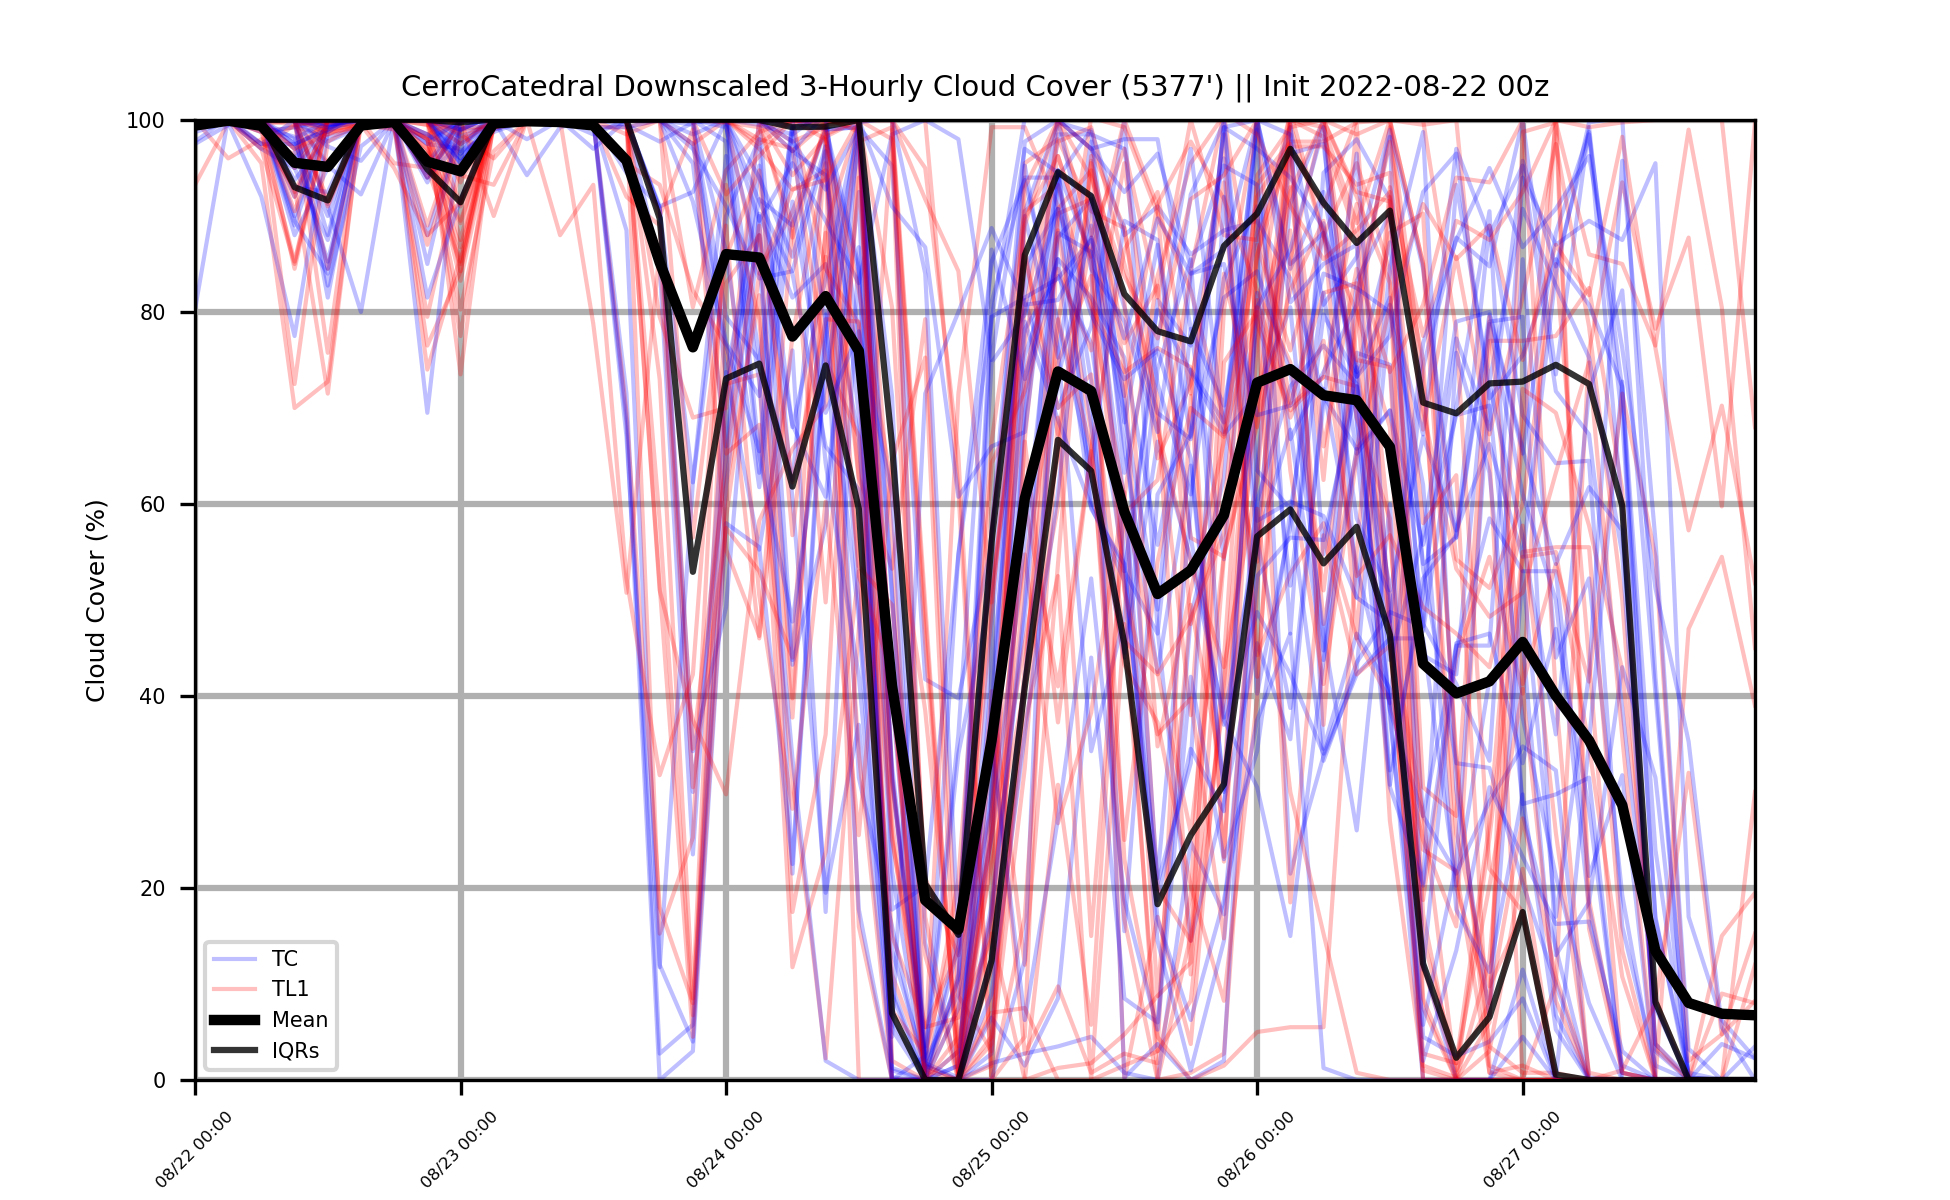 CerroCatedral Downscaled 3-Hourly Cloud Cover (5377') || Init 2022-08-22 00z
Cloud Cover (%)
100
80
60
40
20
0
TC
TL1
Mean
IQRs
08/22 00:00
08/23 00:00
08/24 00:00
08/25 00:00
08/26 00:00
08/27 00:00